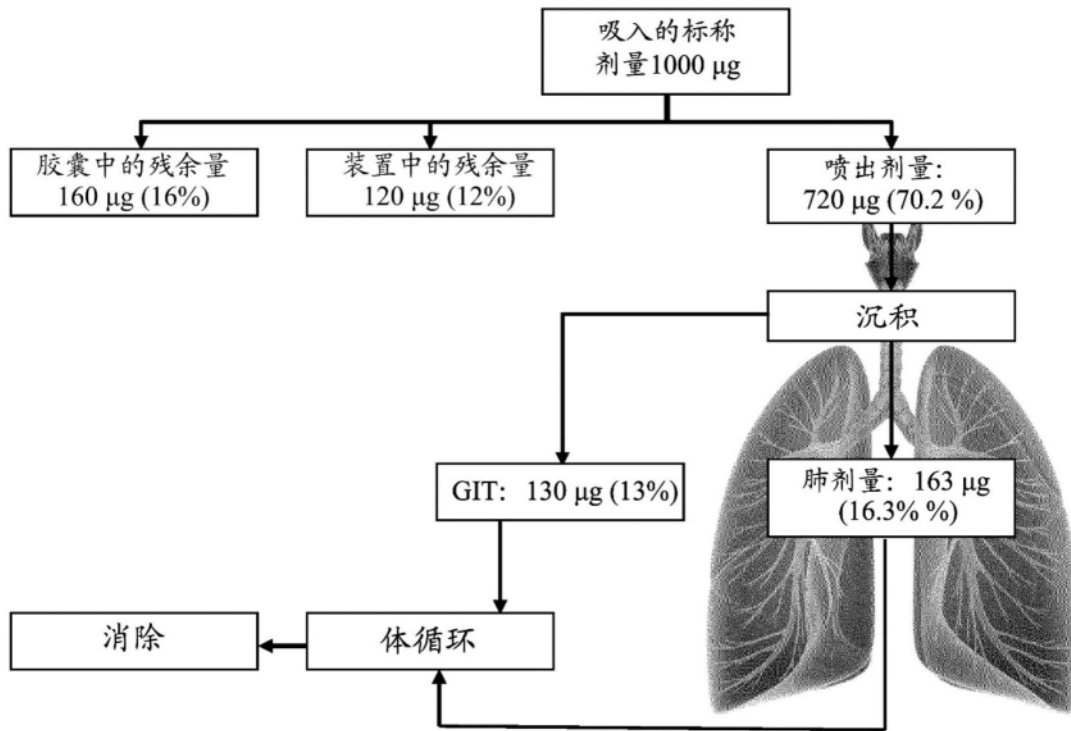 吸入的标称
剂量1000 μg
胶囊中的残余量
160 μg (16%)
装置中的残余量
120 μg (12%)
喷出剂量:
720 μg (70.2 %)
沉积
GIT: 130 μg (13%)
肺剂量: 163 μg
(16.3% %)
消除
体循环